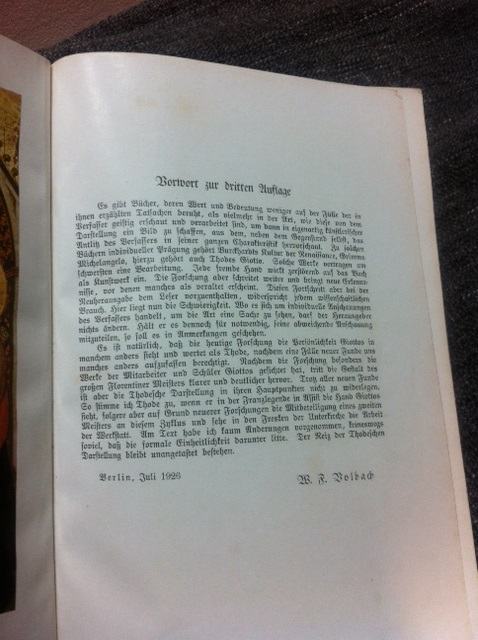 Vorwort zur dritten Auflage
Es gibt Bücher, deren Wert und Bedeutung weniger auf der Fülle der in
ihnen erzählten Tatsachen beruht, als vielmehr in der Art, wie diese von dem
Verfasser geistig erschaut und verarbeitet sind, um dann in eigenartig künstlerischer
Darstellung ein Bild zu schaffen, aus dem, neben dem Gegenstand selbst, das
Antlitz des Verfassers in seiner ganzen Charakteristik hervorschaut. Zu solchen
Büchern individueller Prägung gehört Burckhardts Kultur der Renaissance, Grimms
Michelangelo, hierzu gehört auch Thodes Giotto. Solche Werke vertragen am
schwersten eine Bearbeitung. Jede fremde Hand wirkt zerstörend auf das Buch
als Kunstwerk ein. Die Forschung aber schreitet weiter und bringt neue Erkennt-
nisse, vor denen manches als veraltet erscheint. Diesen Fortschritt aber bei der
Neuherausgabe dem Leser vorzuenthalten, widerspricht jedem wissenschaftlichen
Brauch. Hier liegt nun die Schwierigkeit. Wo es sich um individuelle Anschauungen
des Verfassers handelt, um die Art eine Sache zu sehen, darf der Herausgeber
nichts ändern. Hält er es dennoch für notwendig, seine abweichende Anschauung
mitzuteilen, so soll es in Anmerkungen geschehen.
Es ist natürlich, daß die heutige Forschung die Persönlichkeit Giottos in
manchem anders sieht und wertet als Thode, nachdem eine Fülle neuer Funde uns
manches anders aufzufassen berechtigt. Nachdem die Forschung besonders die
Werke der Mitarbeiter und Schüler Giottos gesichtet hat, tritt die Gestalt des
großen Florentiner Meisters klarer und deutlicher hervor. Trotz aller neuen Funde
ist aber die Thodesche Darstellung in ihren Hauptpunkten nicht zu widerlegen.
So stimme ich Thode zu, wenn er in der Franzlegende in Assisi die Hand Giottos
sieht, folgere aber auf Grund neuerer Forschungen die Mitbeteiligung eines zweiten
Meisters an diesem Zyklus und sehe in den Fresken der Unterkirche die Arbeit
der Werkstatt. Am Text habe ich kaum Änderungen vorgenommen, keineswegs
soviel, daß die formale Einheitlichkeit darunter litte. Der Reiz der Thodeschen
Darstellung bleibt unangetastet bestehen.
Berlin, Juli 1926
W. F. Volbach